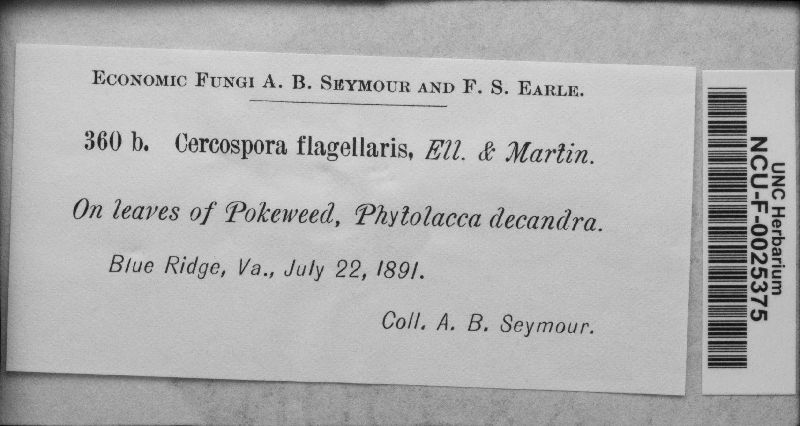 Economic Fungi A. B. Seymour and F. S. Earle.
360 b. Cercospora flagellaris, Ell. & Martin.
On leaves of Pokeweed, Phytolacca decandra.
Blue Ridge, Va., July 22, 1891.
Coll. A. B. Seymour.
UNC Herbarium
NCU-F-0025375